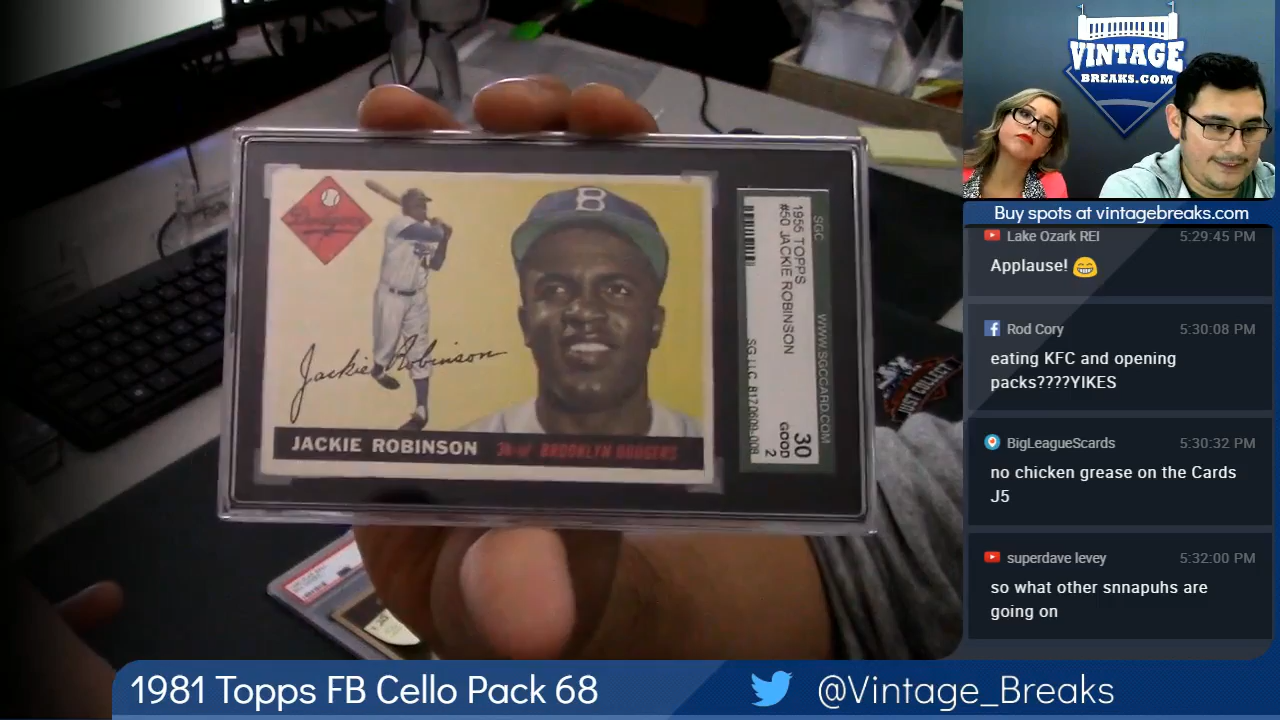 VINTAGE
BREAKS.COM
Buy spots at vintagebreaks.com
Lake Ozark REI 5:29:45 PM
Applause! 😁
Rod Cory 5:30:08 PM
eating KFC and opening
packs????YIKES
BigLeagueScards 5:30:32 PM
no chicken grease on the Cards
J5
superdave levey 5:32:00 PM
so what other snnapuhs are
going on
Dodgers
B
Jackie Robinson
JACKIE ROBINSON 3b-of BROOKLYN DODGERS
SGC WWW.SGCCARD.COM
1955 TOPPS
#50 JACKIE ROBINSON
30
GOOD
2
JUST COLLECT
1981 Topps FB Cello Pack 68
@Vintage_Breaks